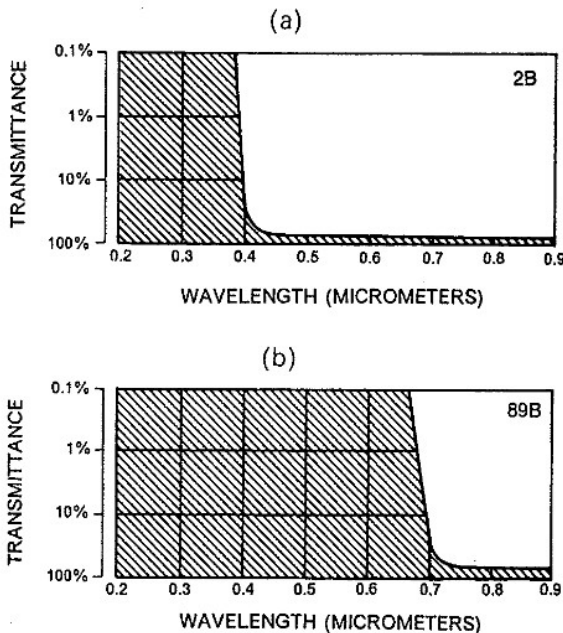 (a)
TRANSMITTANCE
0.1%
1%
10%
100%
2B
0.2 0.3 0.4 0.5 0.6 0.7 0.8 0.9
WAVELENGTH (MICROMETERS)
(b)
TRANSMITTANCE
0.1%
1%
10%
100%
89B
0.2 0.3 0.4 0.5 0.6 0.7 0.8 0.9
WAVELENGTH (MICROMETERS)